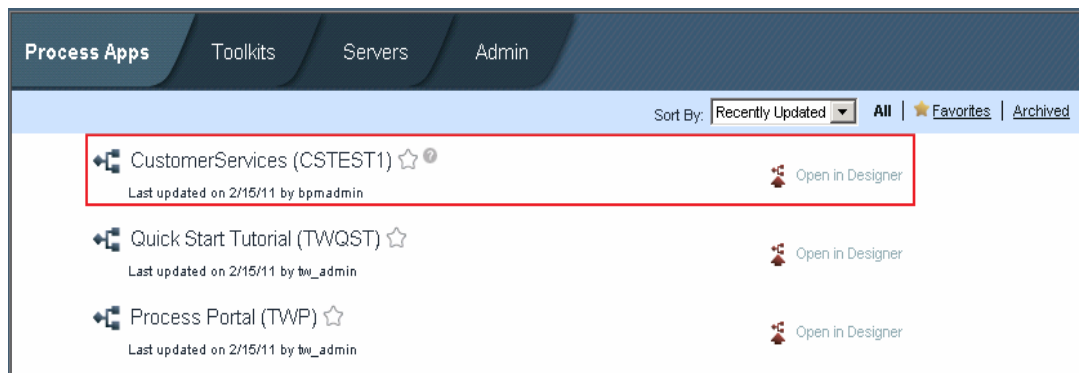 Process Apps Toolkits Servers Admin
Sort By: Recently Updated All | Favorites | Archived
CustomerServices (CSTEST1) ?
Open in Designer
Last updated on 2/15/11 by bpmadmin
Quick Start Tutorial (TWQST)
Open in Designer
Last updated on 2/15/11 by tw_admin
Process Portal (TWP)
Open in Designer
Last updated on 2/15/11 by tw_admin